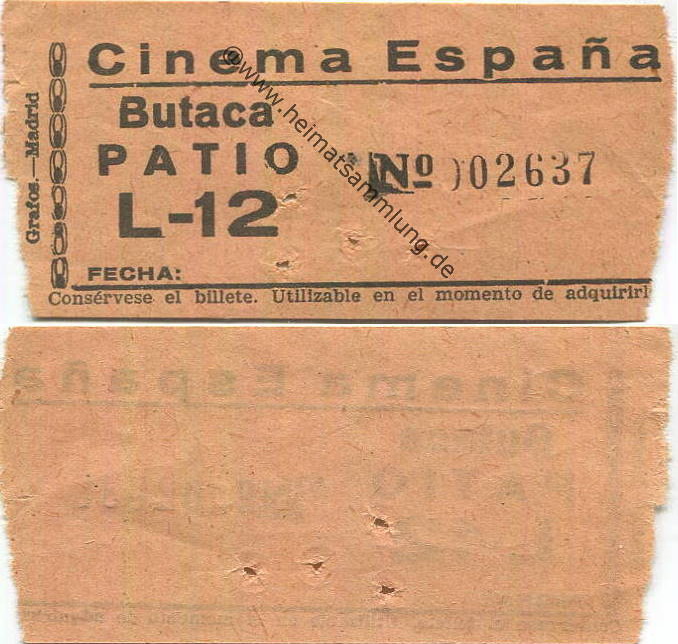 Cinema España
Butaca
PATIO
Nº 02637
L-12
FECHA:
Consérvese el billete. Utilizable en el momento de adquirirl
Grafos.—Madrid
@www.heimatsammlung.de